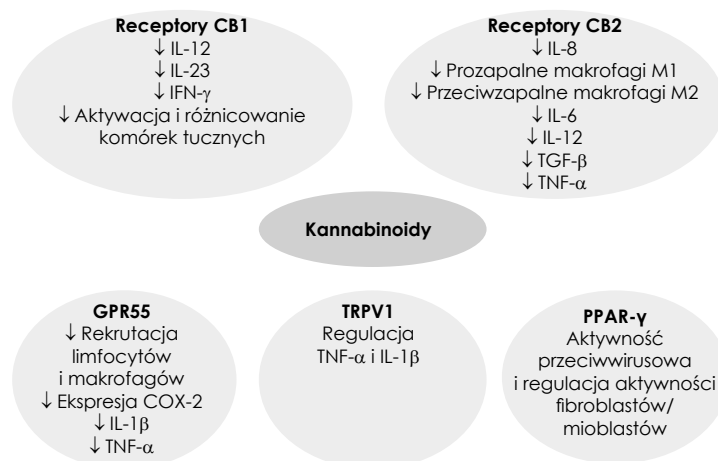 Receptory CB1
↓ IL-12
↓ IL-23
↓ IFN-γ
↓ Aktywacja i różnicowanie
komórek tucznych
Receptory CB2
↓ IL-8
↓ Prozapalne makrofagi M1
↓ Przeciwzapalne makrofagi M2
↓ IL-6
↓ IL-12
↓ TGF-β
↓ TNF-α
Kannabinoidy
GPR55
↓ Rekrutacja
limfocytów
i makrofagów
↓ Ekspresja COX-2
↓ IL-1β
↓ TNF-α
TRPV1
Regulacja
TNF-α i IL-1β
PPAR-γ
Aktywność
przeciwwirusowa
i regulacja aktywności
fibroblastów/
mioblastów